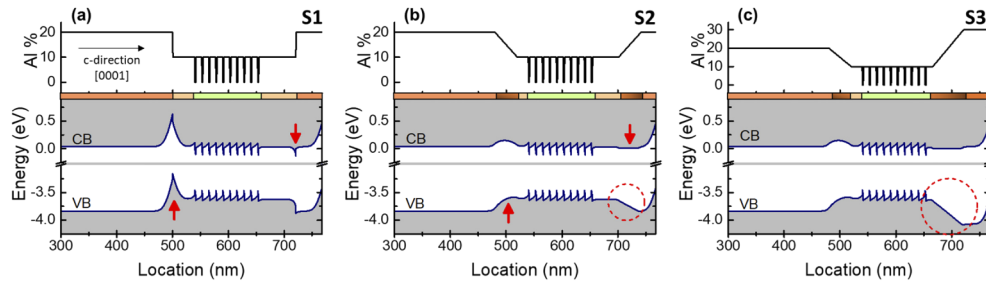 (a) S1
Al %
20
10
0
c-direction
[0001]
Energy (eV)
0.5
0.0
-3.5
-4.0
CB
VB
300 400 500 600 700
Location (nm)
(b) S2
Al %
20
10
0
Energy (eV)
0.5
0.0
-3.5
-4.0
CB
VB
300 400 500 600 700
Location (nm)
(c) S3
Al %
30
20
10
0
Energy (eV)
0.5
0.0
-3.5
-4.0
CB
VB
300 400 500 600 700
Location (nm)